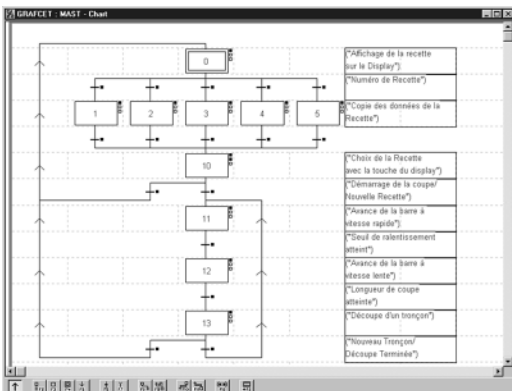 GRAFCET : MAST - Chart
0
("Affichage de la recette
sur le Display")
("Numéro de Recette")
1 2 3 4 5
("Copie des données de la
Recette")
10
("Choix de la Recette
avec la touche du display")
("Démarrage de la coupe/
Nouvelle Recette")
11
("Avance de la barre à
vitesse rapide")
("Seuil de ralentissement
atteint")
12
("Avance de la barre à
vitesse lente")
("Longueur de coupe
atteinte")
13
("Découpe d'un tronçon")
("Nouveau Tronçon/
Découpe Terminée")